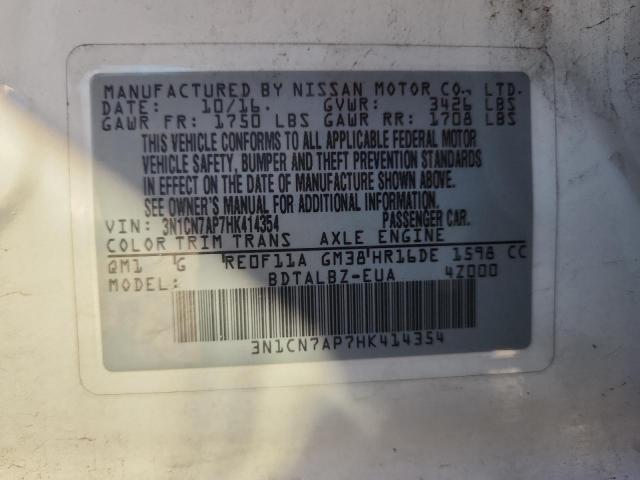 MANUFACTURED BY NISSAN MOTOR CO., LTD.
DATE: 10/16. GVWR: 3426 LBS
GAWR FR: 1750 LBS GAWR RR: 1708 LBS
THIS VEHICLE CONFORMS TO ALL APPLICABLE FEDERAL MOTOR
VEHICLE SAFETY, BUMPER AND THEFT PREVENTION STANDARDS
IN EFFECT ON THE DATE OF MANUFACTURE SHOWN ABOVE.
SEE OWNER'S MANUAL FOR ADDITIONAL INFORMATION.
VIN: 3N1CN7AP7HK414354 PASSENGER CAR.
COLOR TRIM TRANS AXLE ENGINE
QM1 G RE0F11A GM38 HR16DE 1598 CC
MODEL: BDTALBZ-EUA 4Z000
3N1CN7AP7HK414354